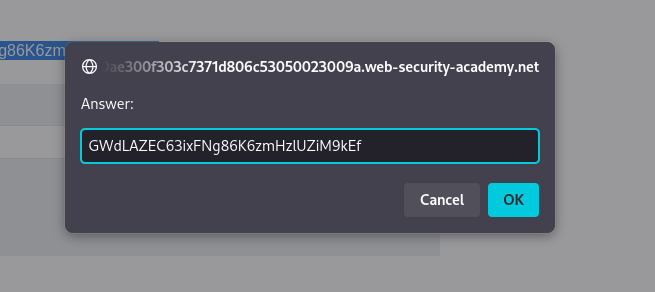 g86K6zm
0ae300f303c7371d806c53050023009a.web-security-academy.net
Answer:
GWdLAZEC63ixFNg86K6zmHzlUZiM9kEf
Cancel
OK